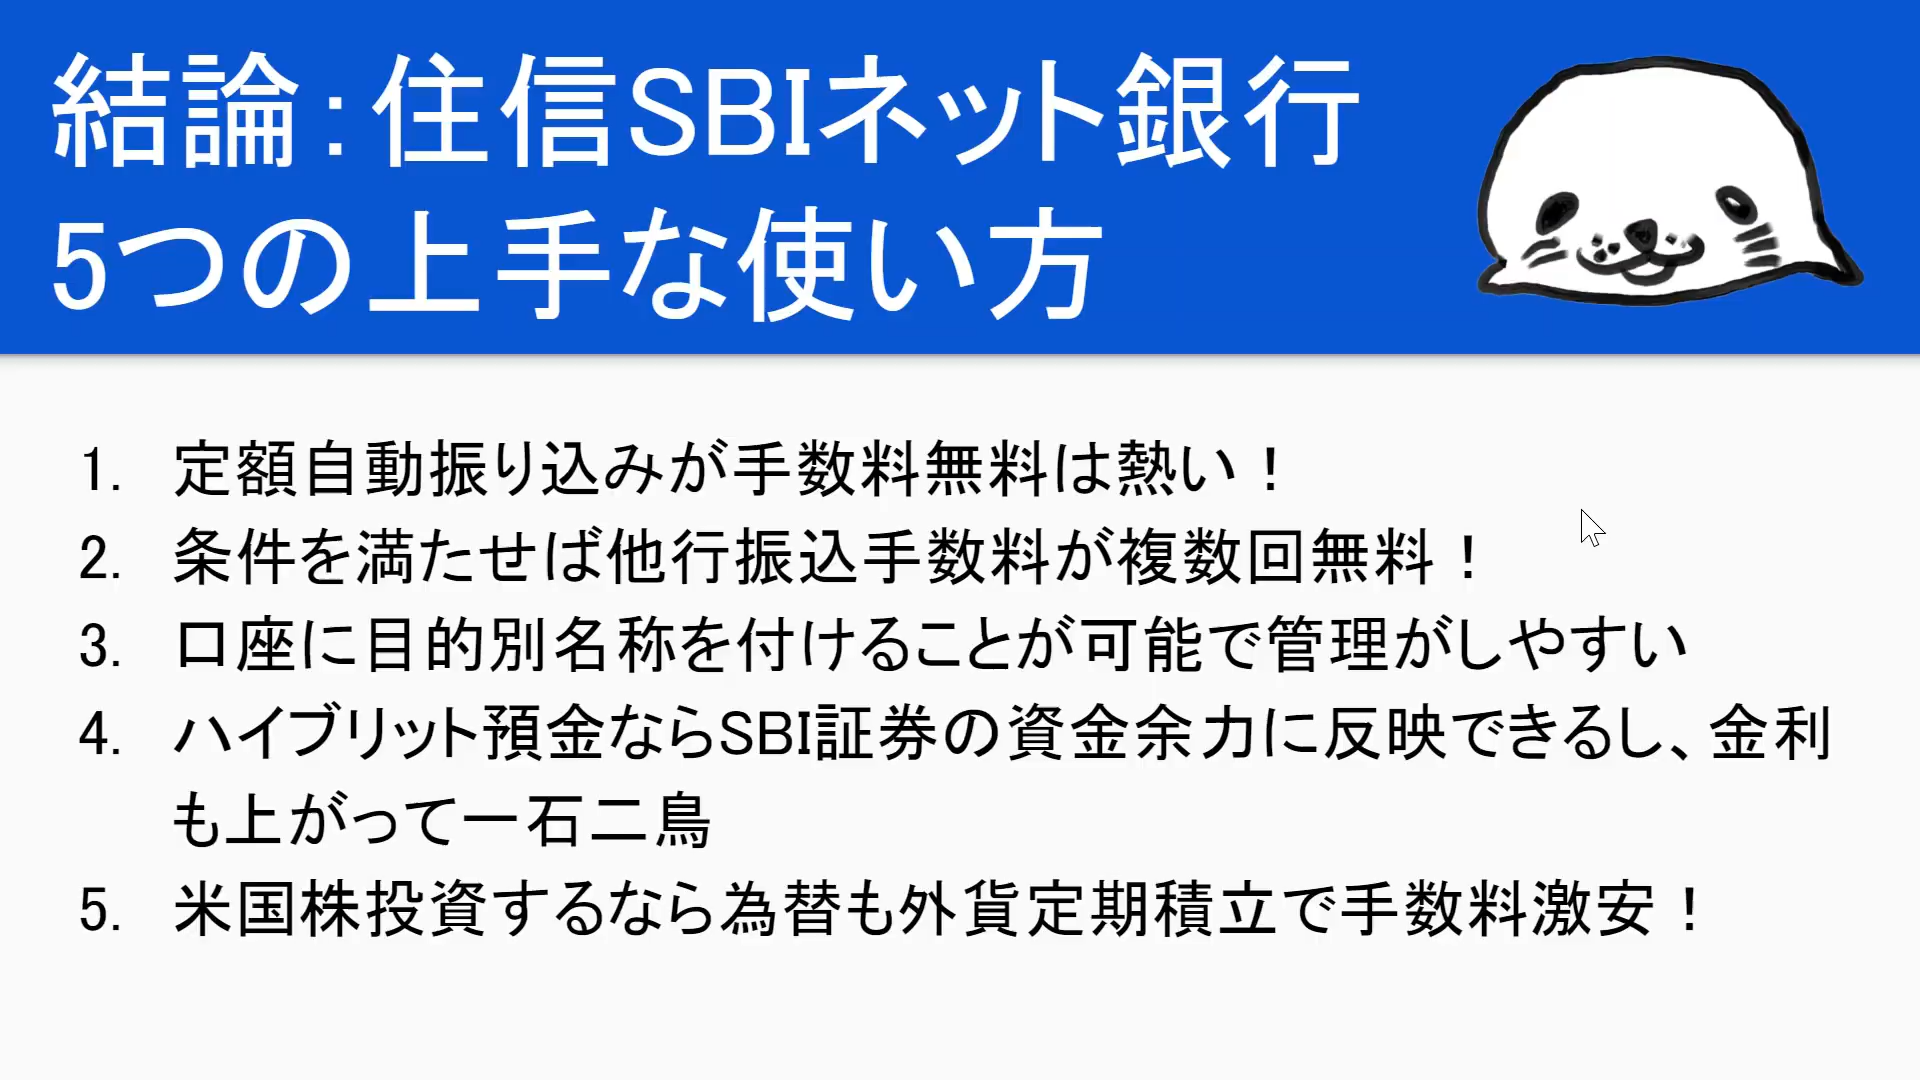 結論：住信SBIネット銀行
5つの上手な使い方
1. 定額自動振り込みが手数料無料は熱い！
2. 条件を満たせば他行振込手数料が複数回無料！
3. 口座に目的別名称を付けることが可能で管理がしやすい
4. ハイブリット預金ならSBI証券の資金余力に反映できるし、金利
も上がって一石二鳥
5. 米国株投資するなら為替も外貨定期積立で手数料激安！